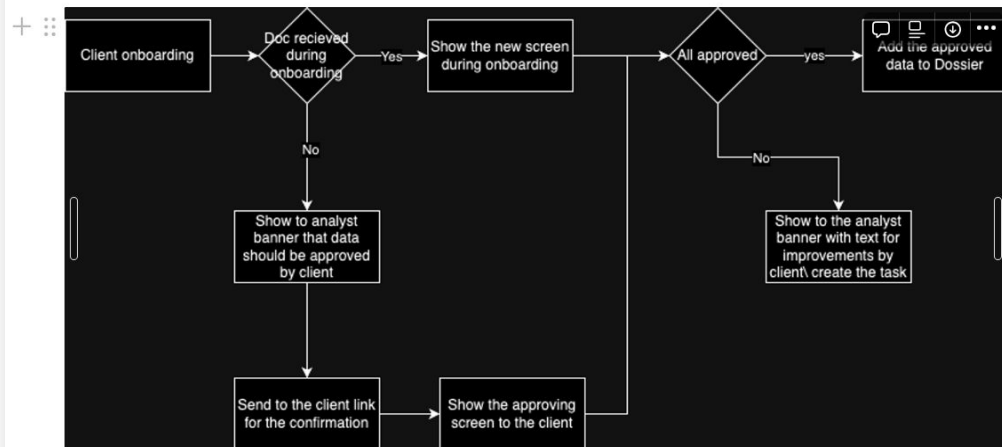 Client onboarding
Doc recieved
during
onboarding
Yes
Show the new screen
during onboarding
All approved
yes
Add the approved
data to Dossier
No
No
Show to analyst
banner that data
should be approved
by client
Show to the analyst
banner with text for
improvements by
client\ create the task
Send to the client link
for the confirmation
Show the approving
screen to the client